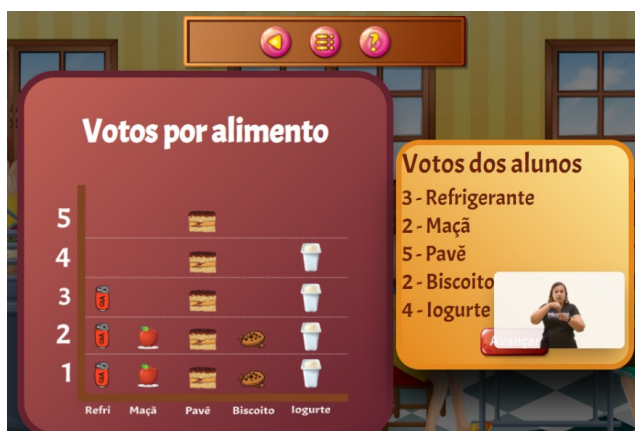 Votos por alimento
5
4
3
2
1
Refri Maçã Pavê Biscoito Iogurte
Votos dos alunos
3 - Refrigerante
2 - Maçã
5 - Pavê
2 - Biscoito
4 - Iogurte
Avançar